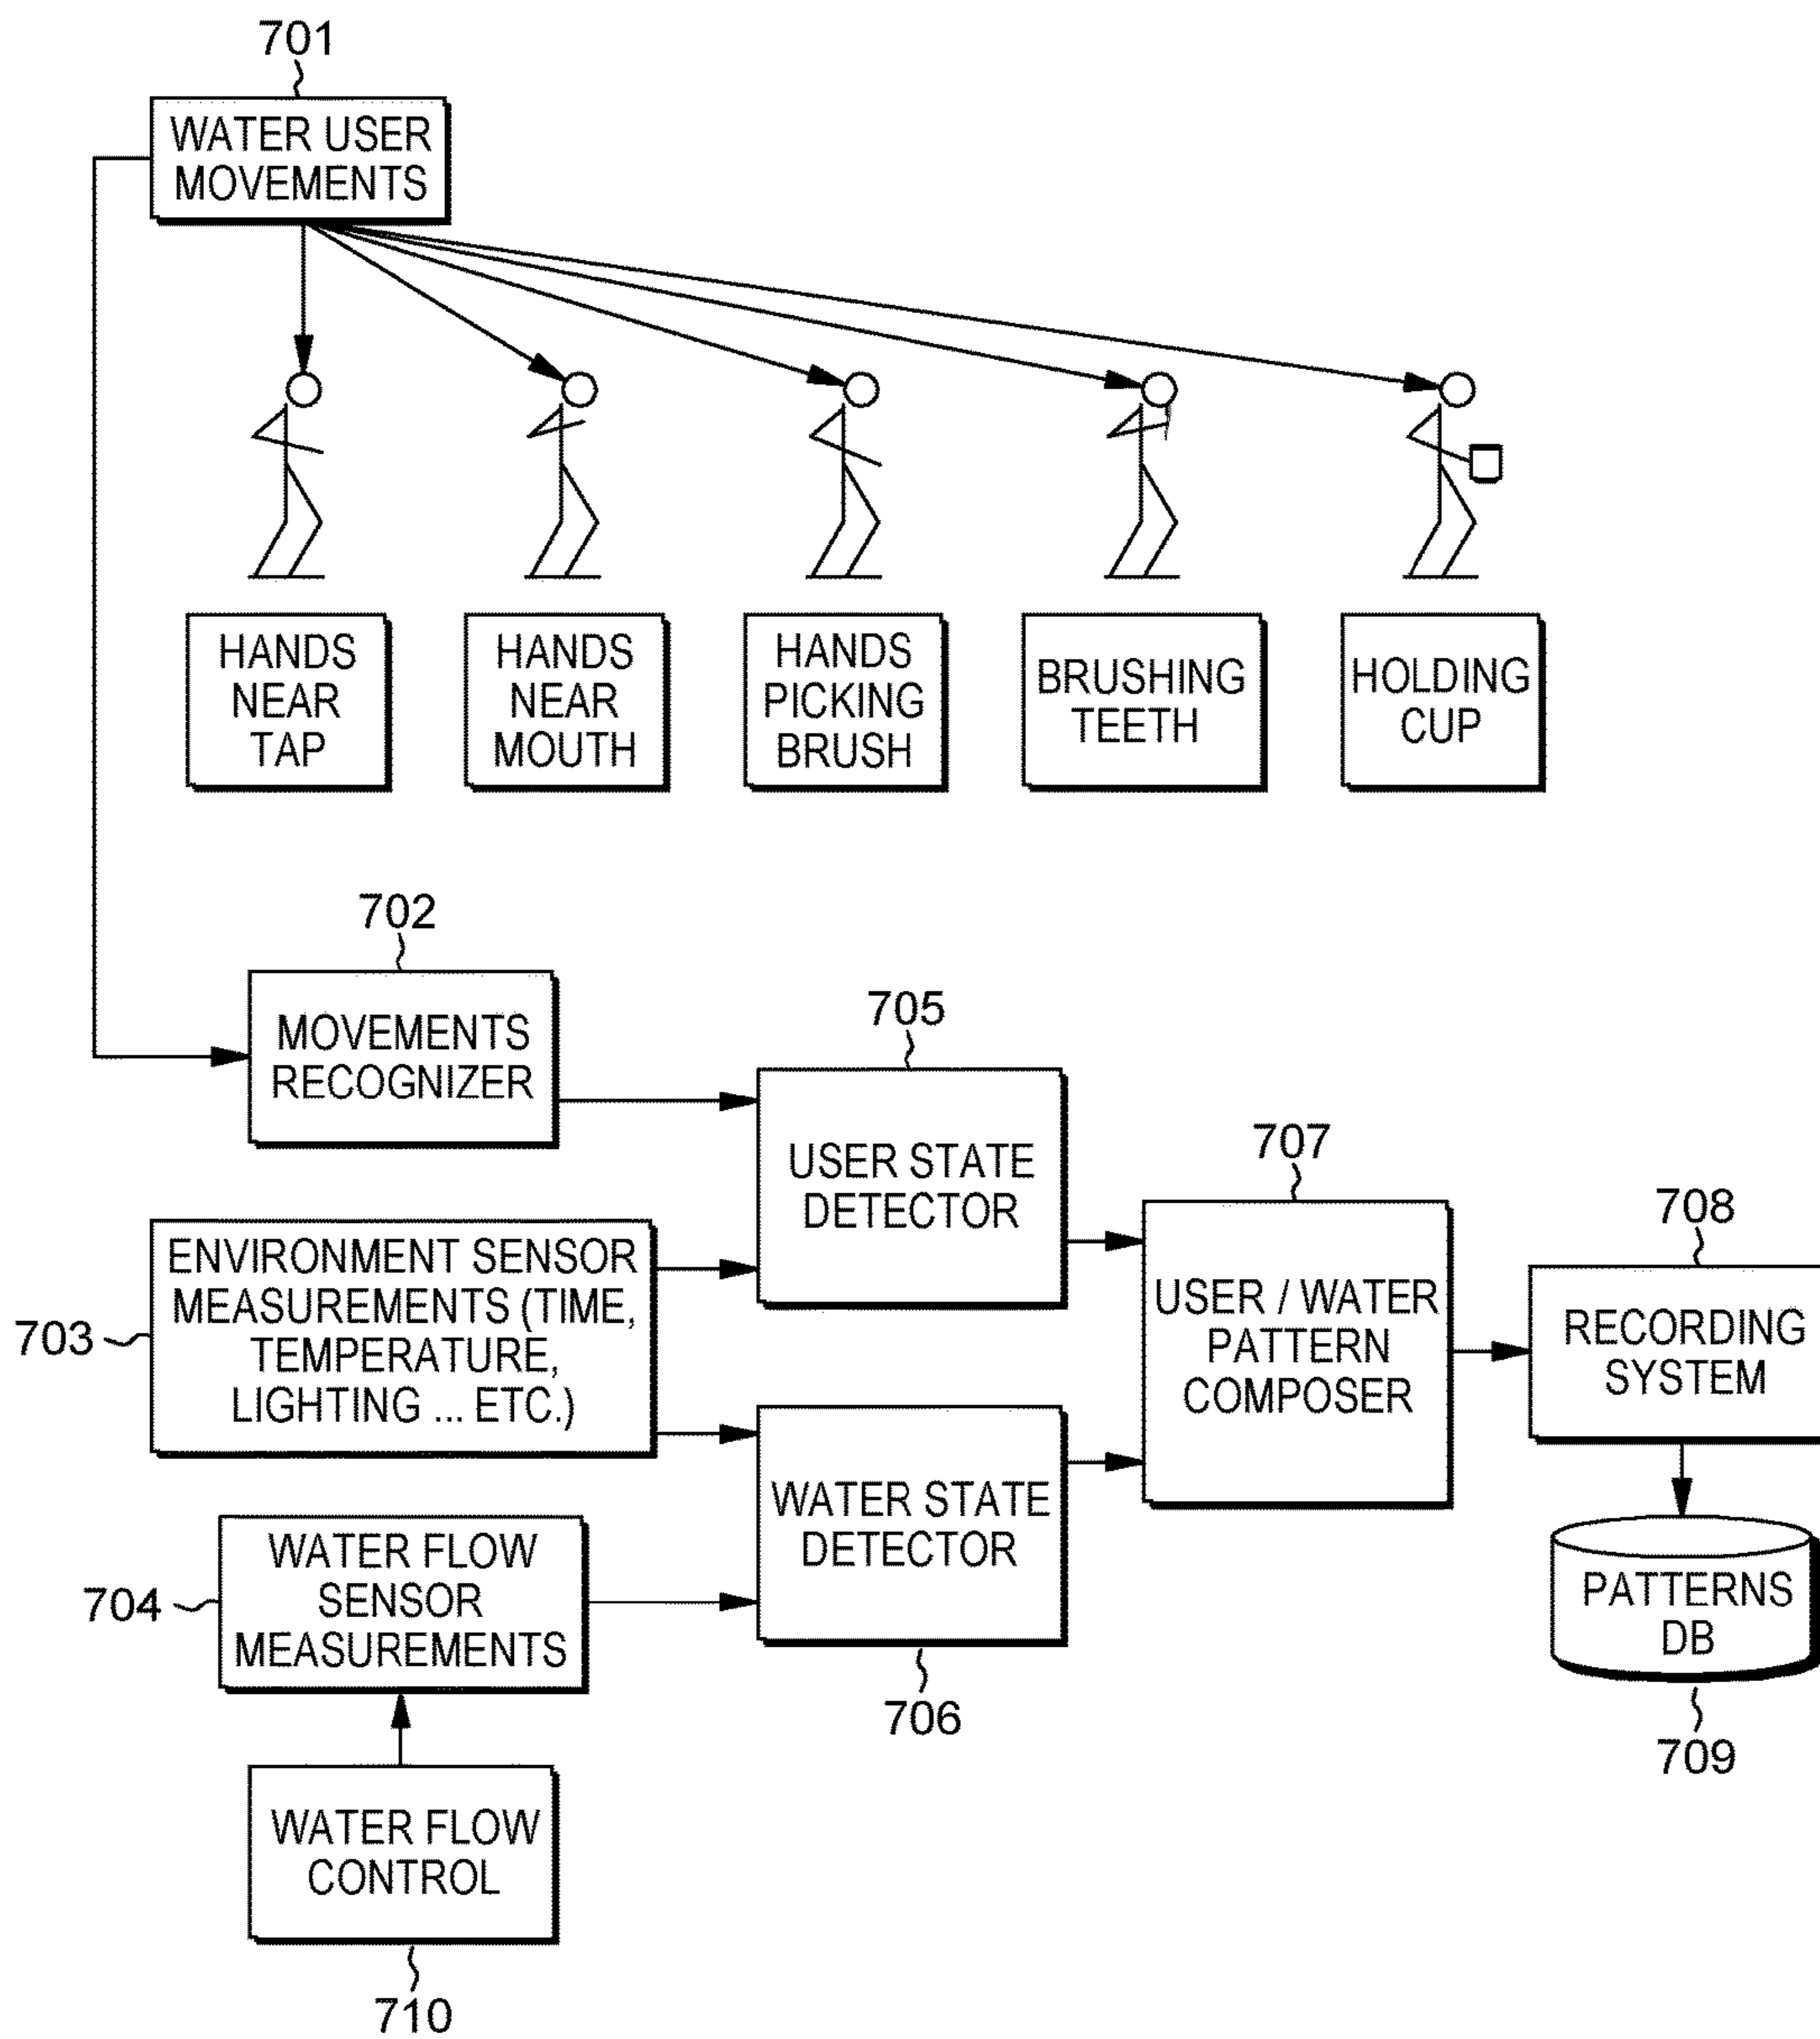 701
WATER USER
MOVEMENTS
HANDS
NEAR
TAP
HANDS
NEAR
MOUTH
HANDS
PICKING
BRUSH
BRUSHING
TEETH
HOLDING
CUP
702
MOVEMENTS
RECOGNIZER
705
USER STATE
DETECTOR
703
ENVIRONMENT SENSOR
MEASUREMENTS (TIME,
TEMPERATURE,
LIGHTING ... ETC.)
707
USER / WATER
PATTERN
COMPOSER
708
RECORDING
SYSTEM
704
WATER FLOW
SENSOR
MEASUREMENTS
WATER STATE
DETECTOR
706
PATTERNS
DB
709
WATER FLOW
CONTROL
710